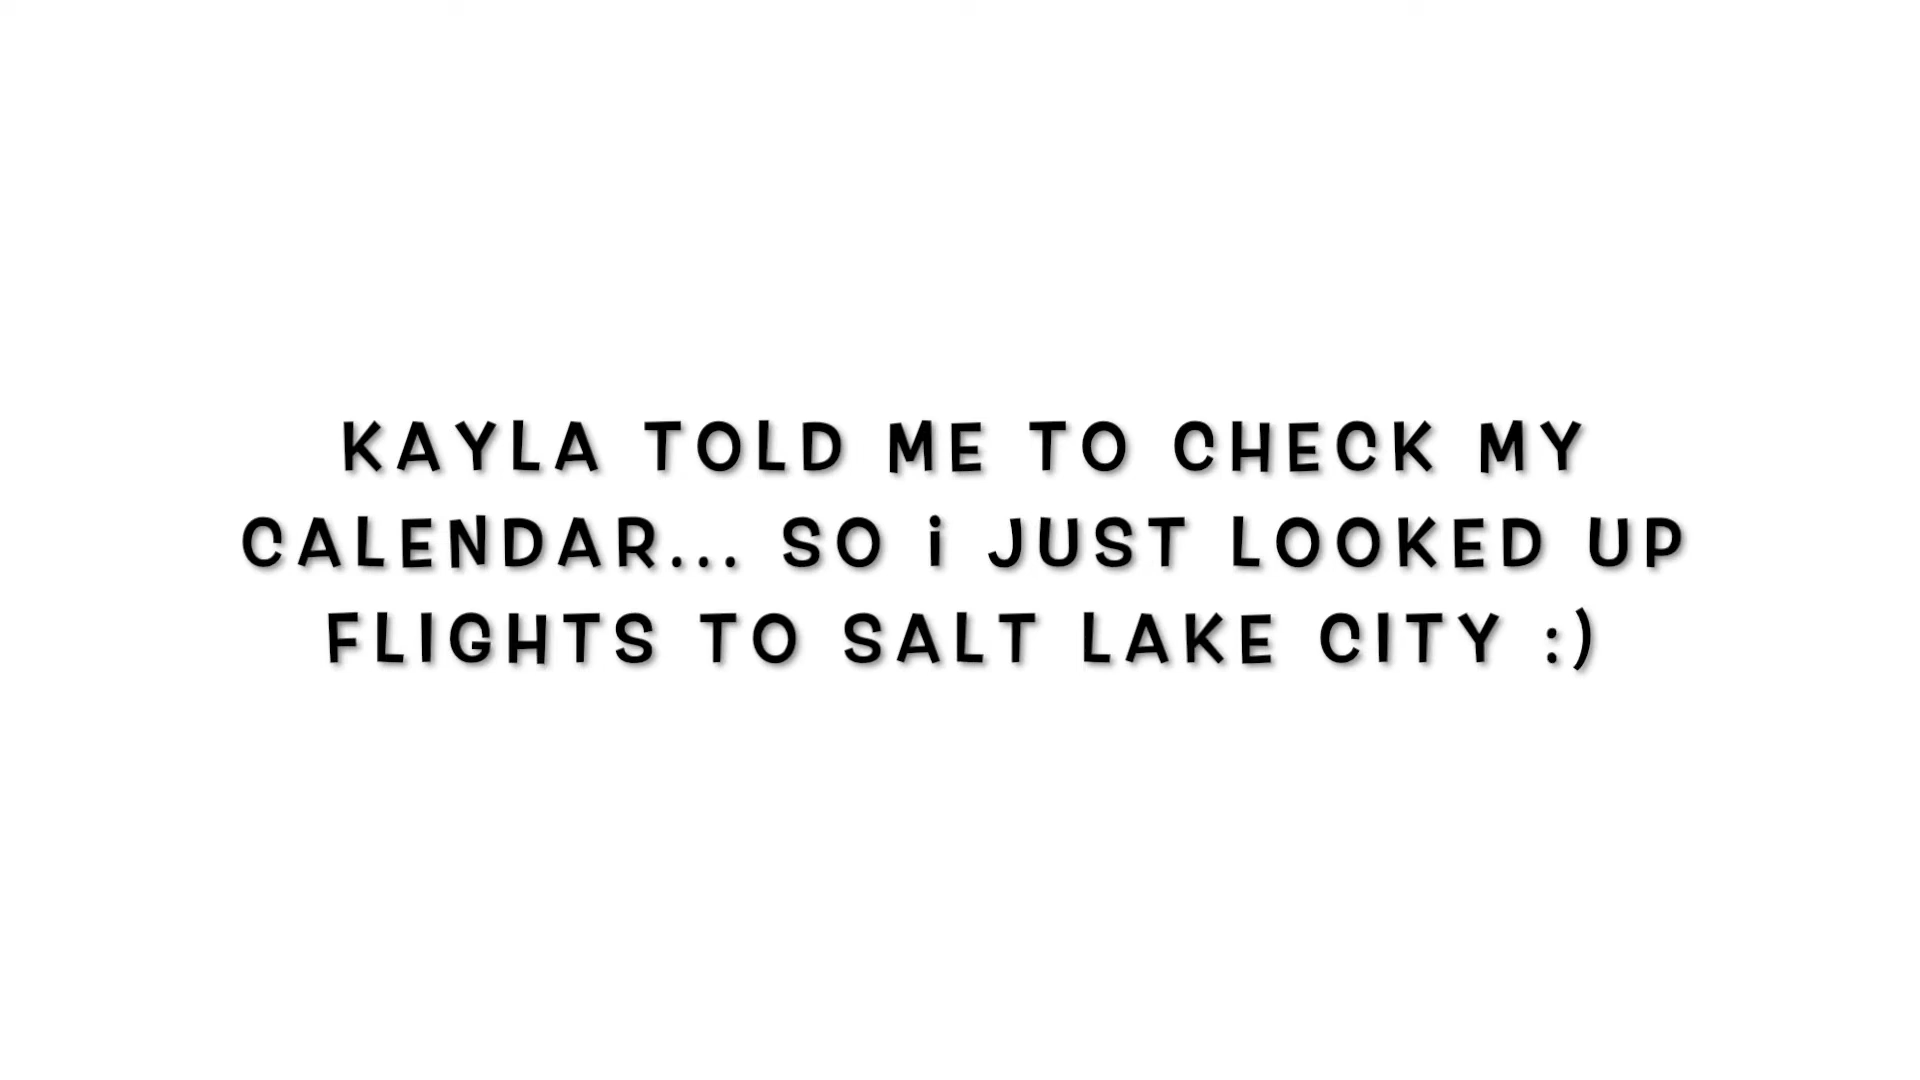 KAYLA TOLD ME TO CHECK MY
CALENDAR... SO i JUST LOOKED UP
FLIGHTS TO SALT LAKE CITY :)